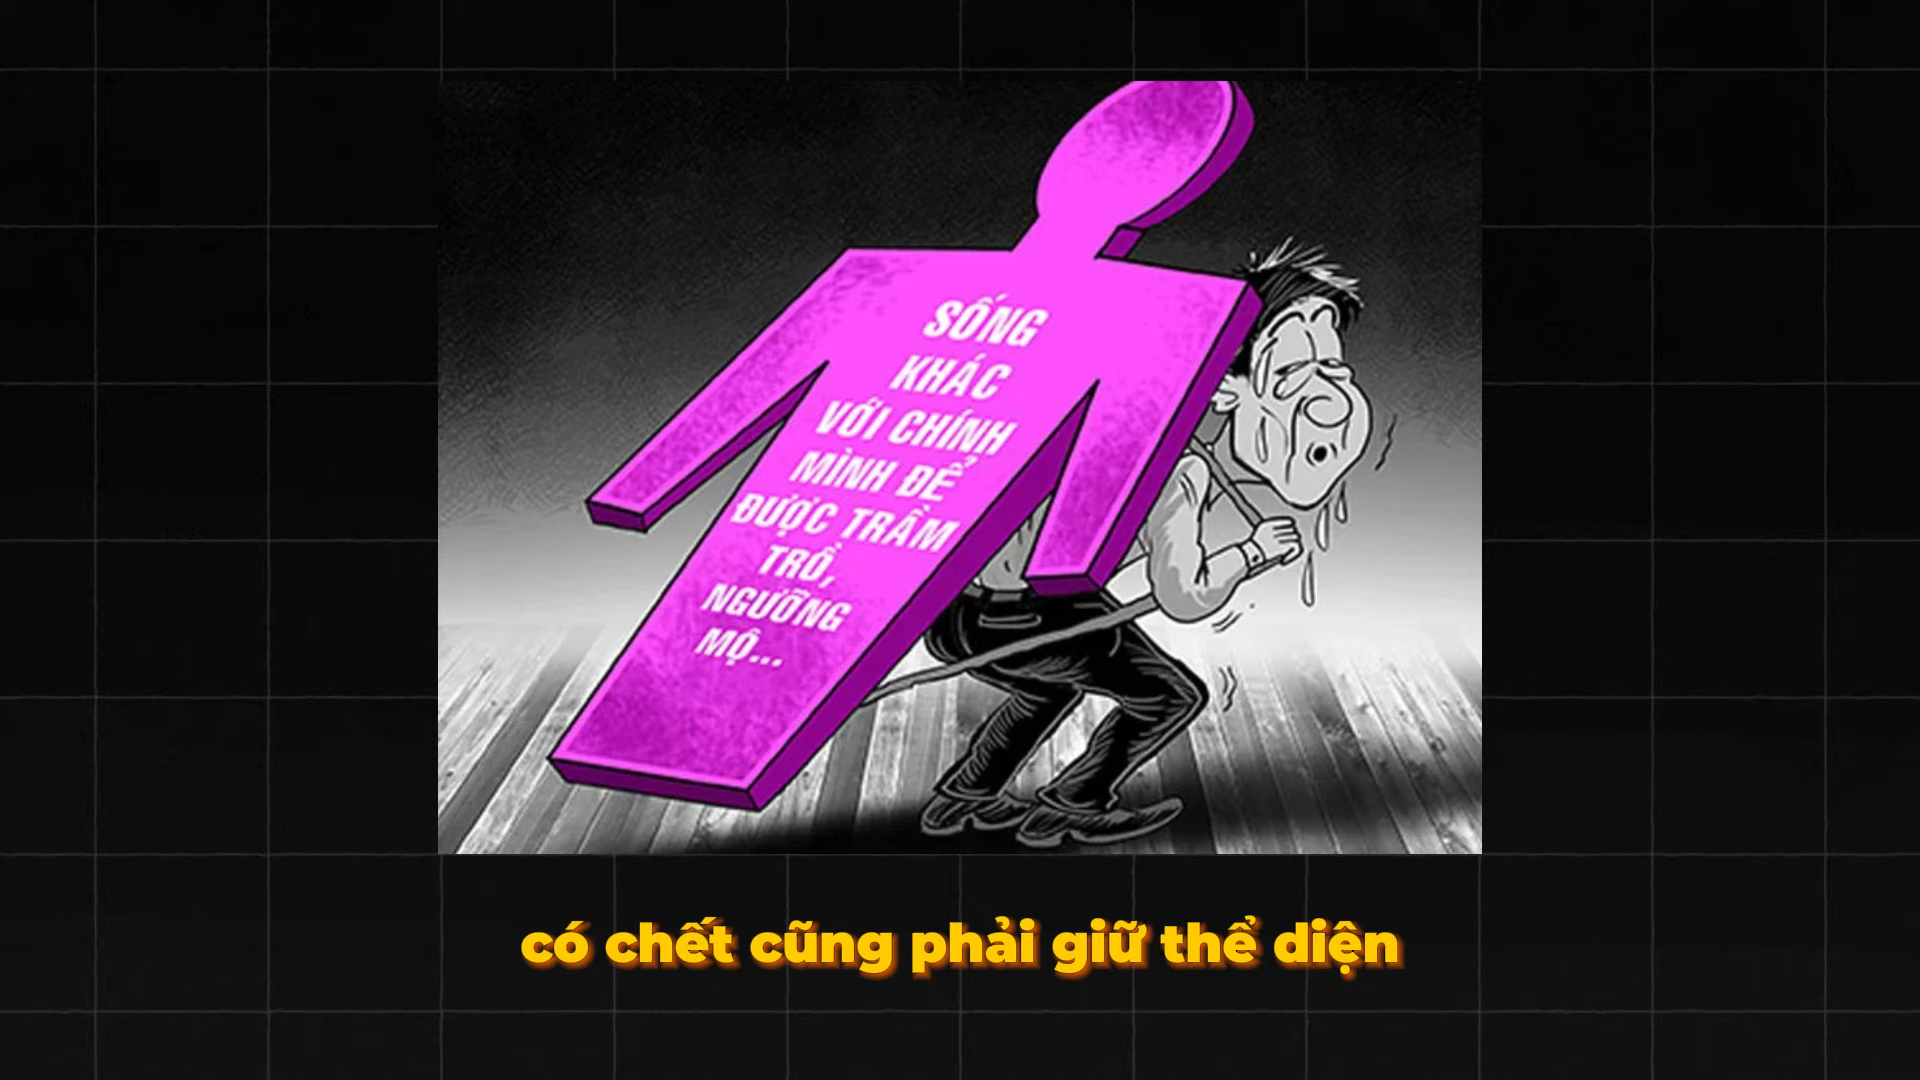 SỐNG
KHÁC
VỚI CHÍNH
MÌNH ĐỂ
ĐƯỢC TRẦM
TRỒ,
NGƯỠNG
MỘ...
có chết cũng phải giữ thể diện